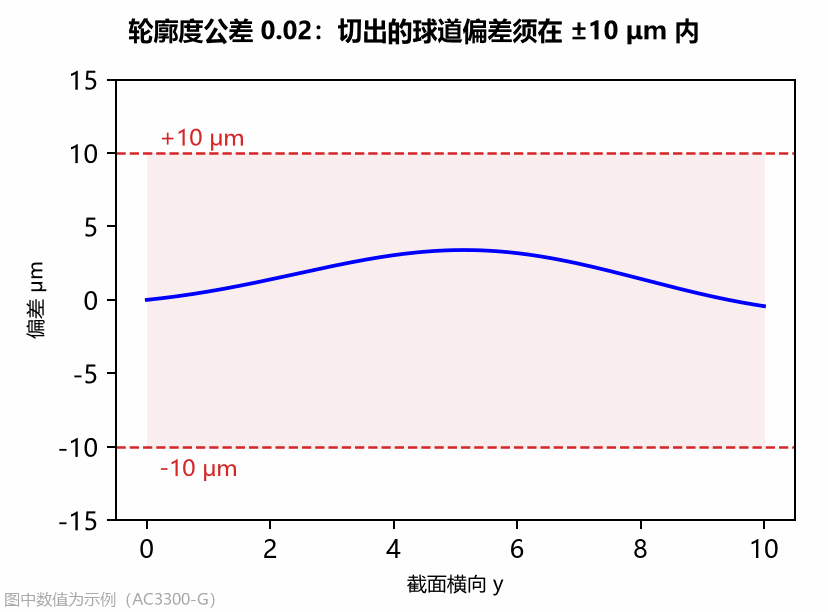 轮廓度公差 0.02：切出的球道偏差须在 ±10 µm 内
15
+10 µm
10
5
偏差 µm
0
-5
-10
-10 µm
-15
0 2 4 6 8 10
截面横向 y
图中数值为示例（AC3300-G）